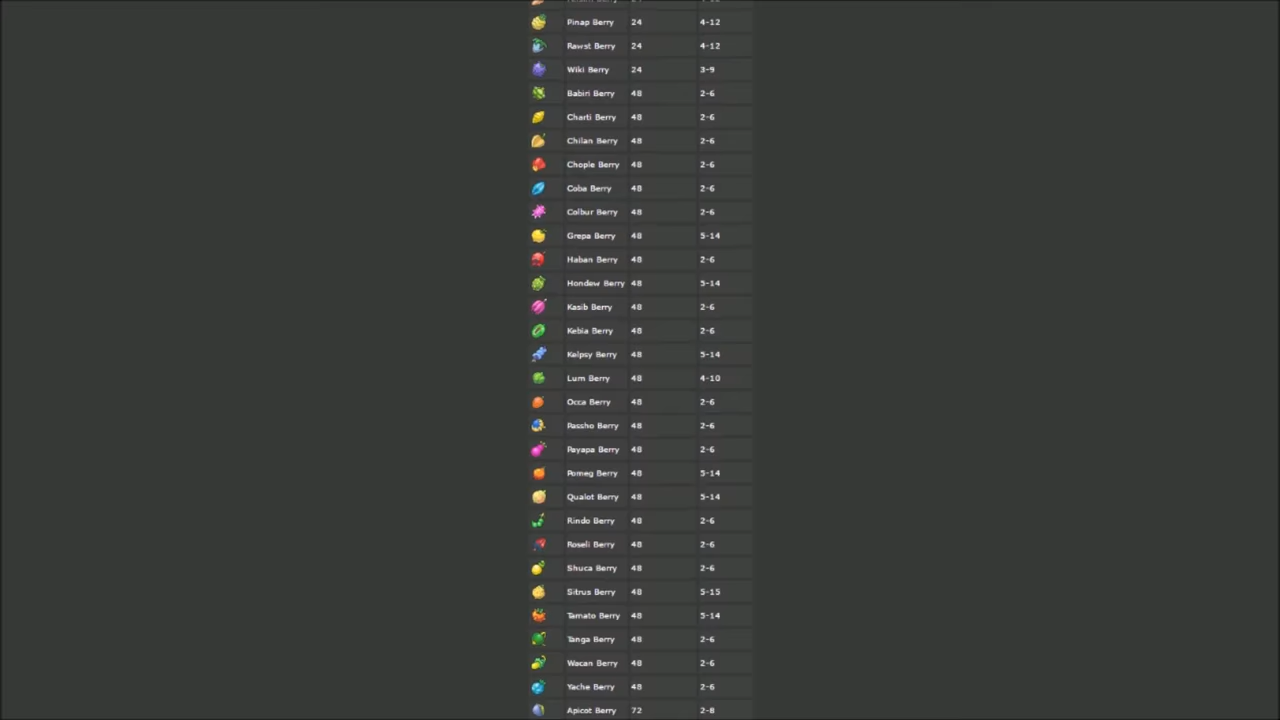 Pinap Berry 24 4-12
Rawst Berry 24 4-12
Wiki Berry 24 3-9
Babiri Berry 48 2-6
Charti Berry 48 2-6
Chilan Berry 48 2-6
Chople Berry 48 2-6
Coba Berry 48 2-6
Colbur Berry 48 2-6
Grepa Berry 48 5-14
Haban Berry 48 2-6
Hondew Berry 48 5-14
Kasib Berry 48 2-6
Kebia Berry 48 2-6
Kelpsy Berry 48 5-14
Lum Berry 48 4-10
Occa Berry 48 2-6
Passho Berry 48 2-6
Payapa Berry 48 2-6
Pomeg Berry 48 5-14
Qualot Berry 48 5-14
Rindo Berry 48 2-6
Roseli Berry 48 2-6
Shuca Berry 48 2-6
Sitrus Berry 48 5-15
Tamato Berry 48 5-14
Tanga Berry 48 2-6
Wacan Berry 48 2-6
Yache Berry 48 2-6
Apicot Berry 72 2-8